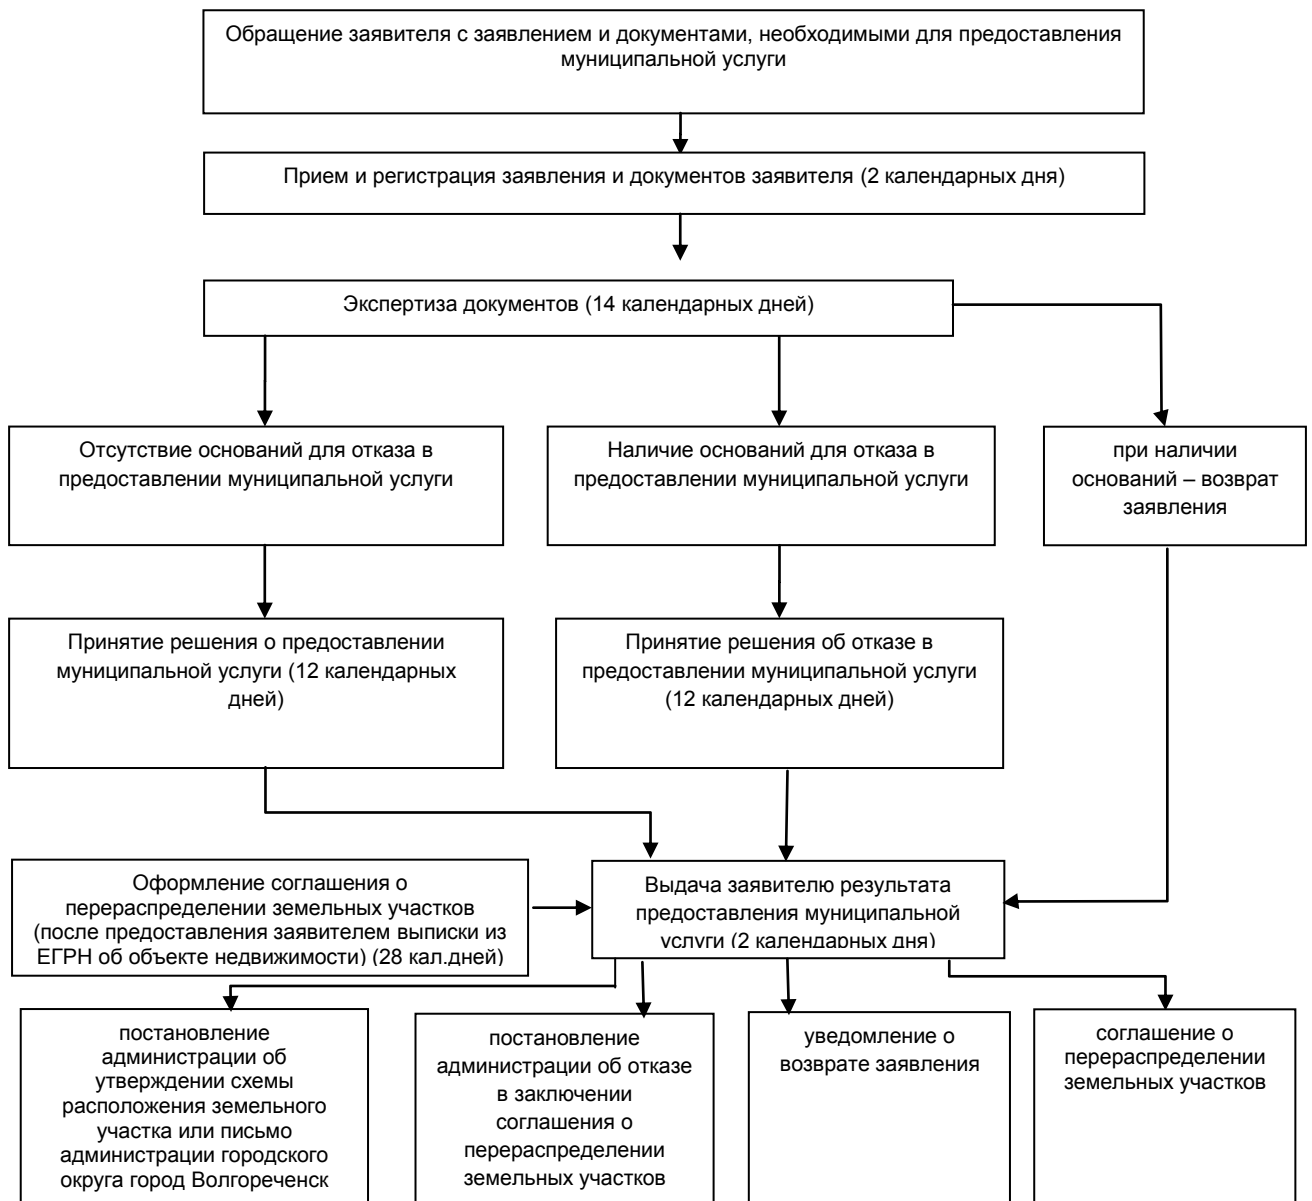 Обращение заявителя с заявлением и документами, необходимыми для предоставления
муниципальной услуги
Прием и регистрация заявления и документов заявителя (2 календарных дня)
Экспертиза документов (14 календарных дней)
Отсутствие оснований для отказа в
предоставлении муниципальной услуги
Наличие оснований для отказа в
предоставлении муниципальной услуги
при наличии
оснований – возврат
заявления
Принятие решения о предоставлении
муниципальной услуги (12 календарных
дней)
Принятие решения об отказе в
предоставлении муниципальной услуги
(12 календарных дней)
Оформление соглашения о
перераспределении земельных участков
(после предоставления заявителем выписки из
ЕГРН об объекте недвижимости) (28 кал.дней)
Выдача заявителю результата
предоставления муниципальной
услуги (2 календарных дня)
постановление
администрации об
утверждении схемы
расположения земельного
участка или письмо
администрации городского
округа город Волгореченск
постановление
администрации об отказе
в заключении
соглашения о
перераспределении
земельных участков
уведомление о
возврате заявления
соглашение о
перераспределении
земельных участков